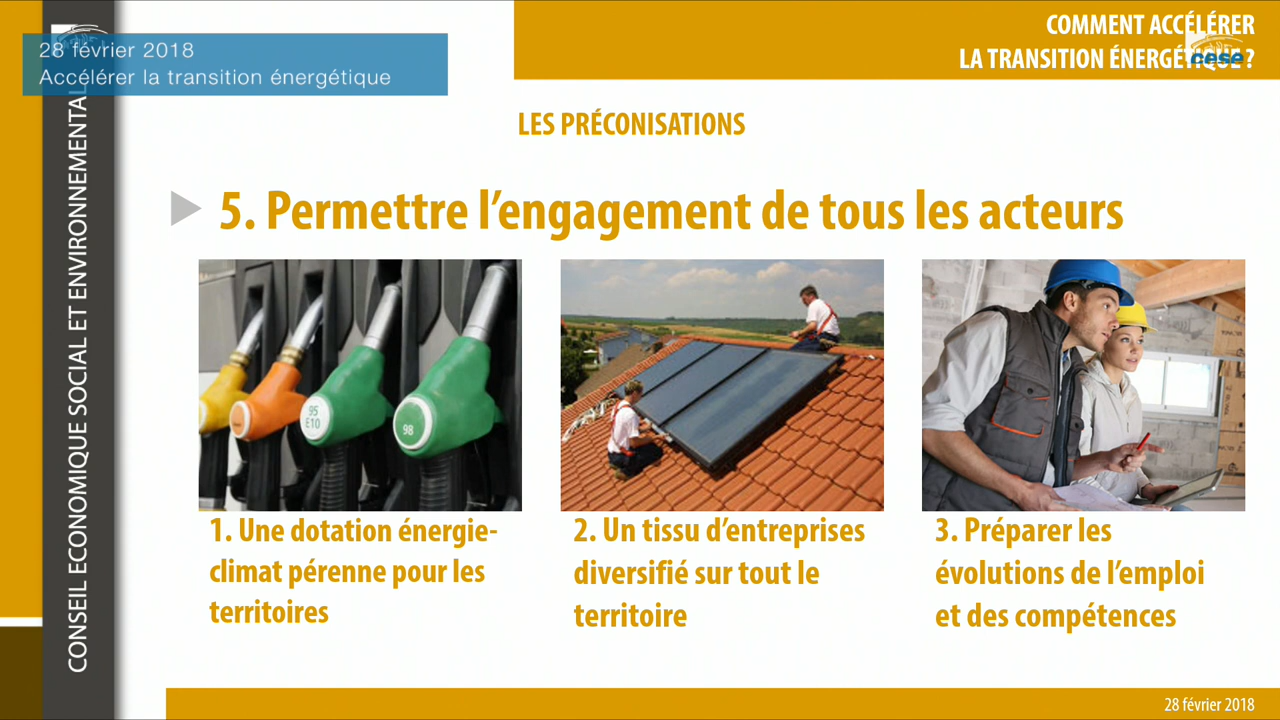 28 février 2018
Accélérer la transition énergétique
COMMENT ACCÉLÉRER
LA TRANSITION ÉNERGÉTIQUE ?
cese
CONSEIL ECONOMIQUE SOCIAL ET ENVIRONNEMENTAL
LES PRÉCONISATIONS
5. Permettre l’engagement de tous les acteurs
95
E10
98
1. Une dotation énergie-
climat pérenne pour les
territoires
2. Un tissu d’entreprises
diversifié sur tout le
territoire
3. Préparer les
évolutions de l’emploi
et des compétences
28 février 2018